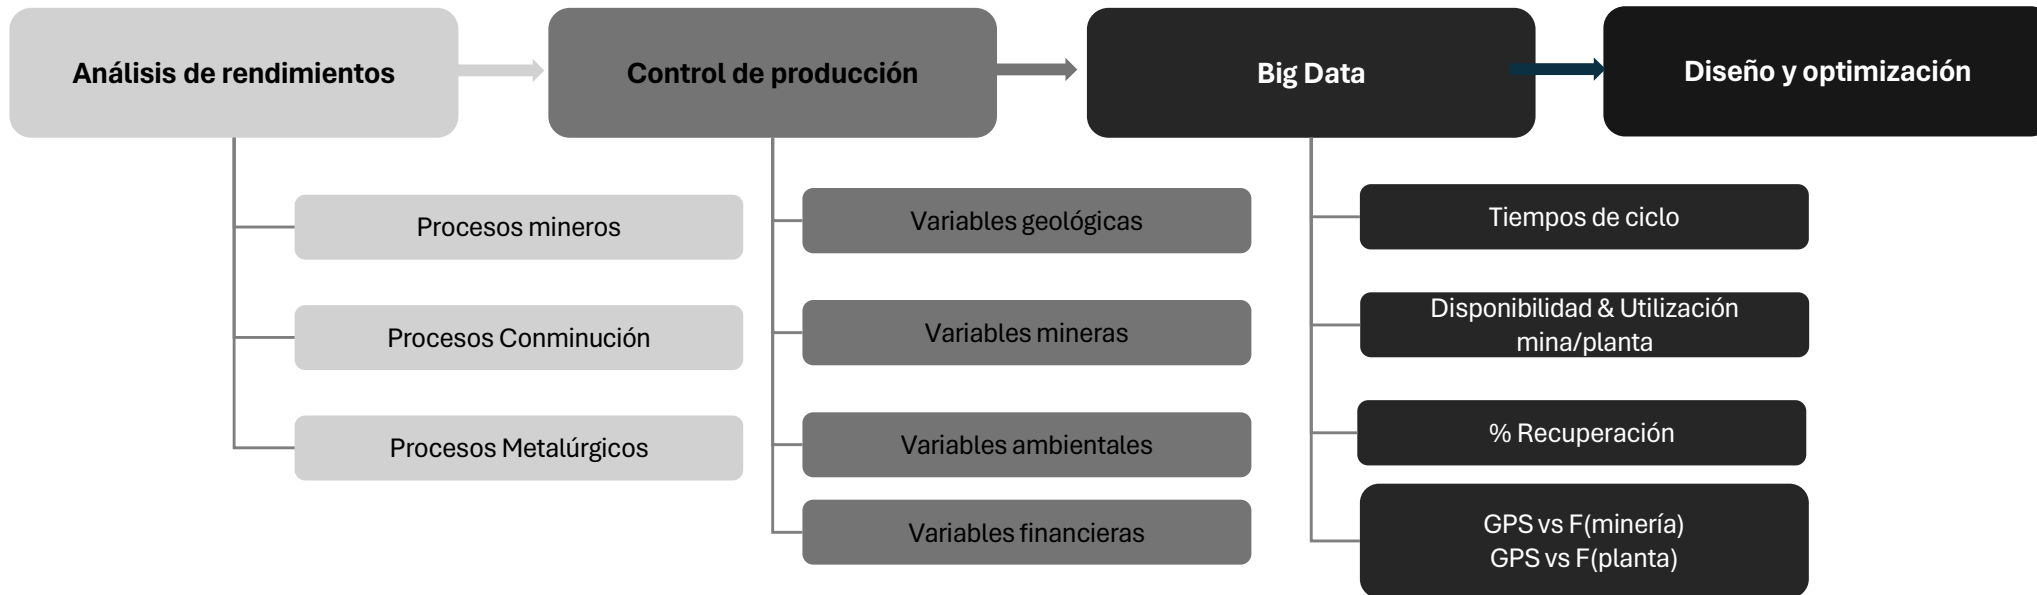 Análisis de rendimientos
Control de producción
Big Data
Diseño y optimización
Procesos mineros
Procesos Conminución
Procesos Metalúrgicos
Variables geológicas
Variables mineras
Variables ambientales
Variables financieras
Tiempos de ciclo
Disponibilidad & Utilización
mina/planta
% Recuperación
GPS vs F(minería)
GPS vs F(planta)